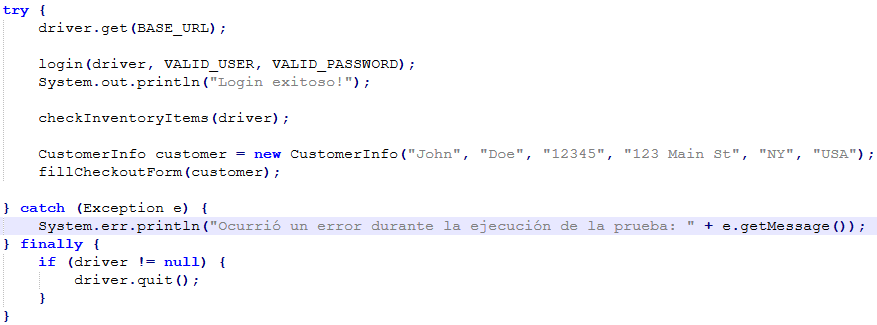 try {
driver.get(BASE_URL);
login(driver, VALID_USER, VALID_PASSWORD);
System.out.println("Login exitoso!");
checkInventoryItems(driver);
CustomerInfo customer = new CustomerInfo("John", "Doe", "12345", "123 Main St", "NY", "USA");
fillCheckoutForm(customer);
} catch (Exception e) {
System.err.println("Ocurrió un error durante la ejecución de la prueba: " + e.getMessage());
} finally {
if (driver != null) {
driver.quit();
}
}